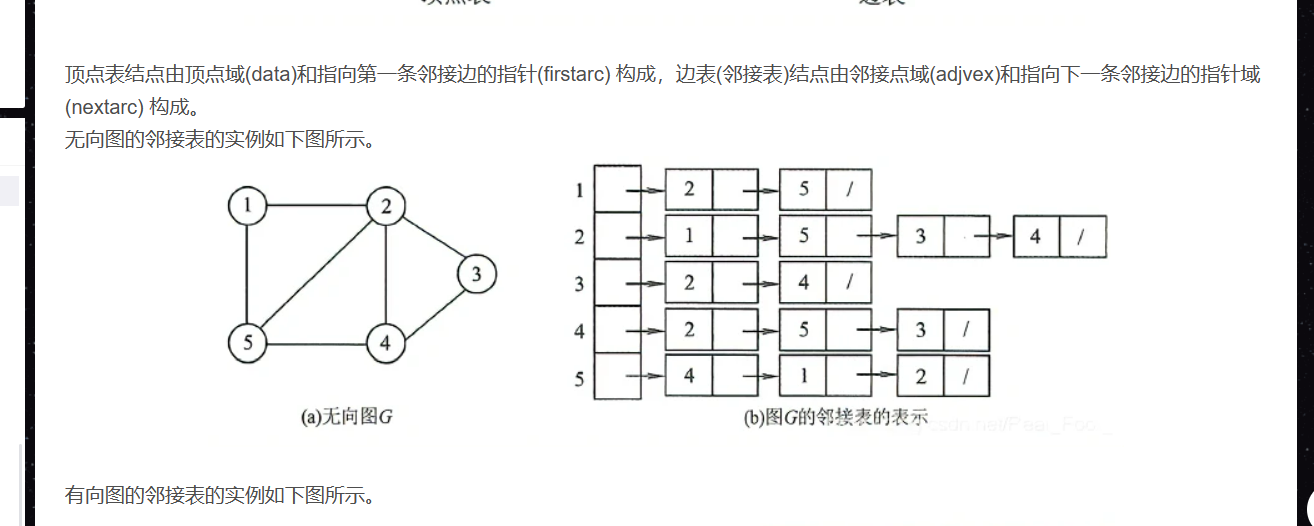 顶点表结点由顶点域(data)和指向第一条邻接边的指针(firstarc) 构成，边表(邻接表)结点由邻接点域(adjvex)和指向下一条邻接边的指针域
(nextarc) 构成。
无向图的邻接表的实例如下图所示。
1 2
3
5 4
1 2 5 /
2 1 5 3 4 /
3 2 4 /
4 2 5 3 /
5 4 1 2 /
(a)无向图G
(b)图G的邻接表的表示
有向图的邻接表的实例如下图所示。